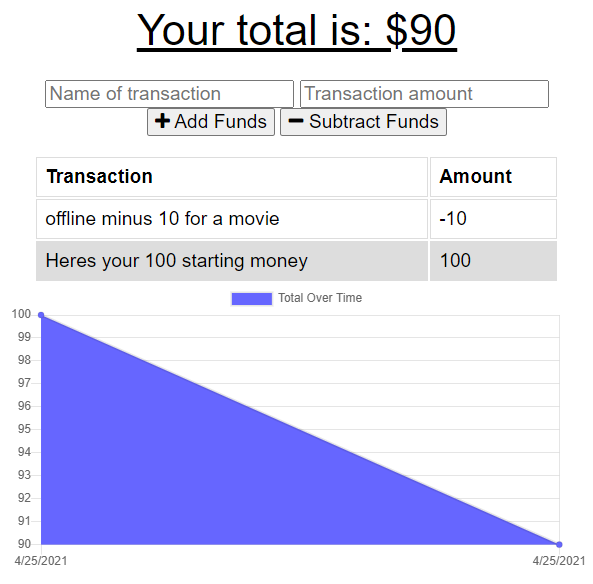 Your total is: $90
Name of transaction Transaction amount
Add Funds Subtract Funds
Transaction Amount
offline minus 10 for a movie -10
Heres your 100 starting money 100
Total Over Time
100
99
98
97
96
95
94
93
92
91
90
4/25/2021 4/25/2021